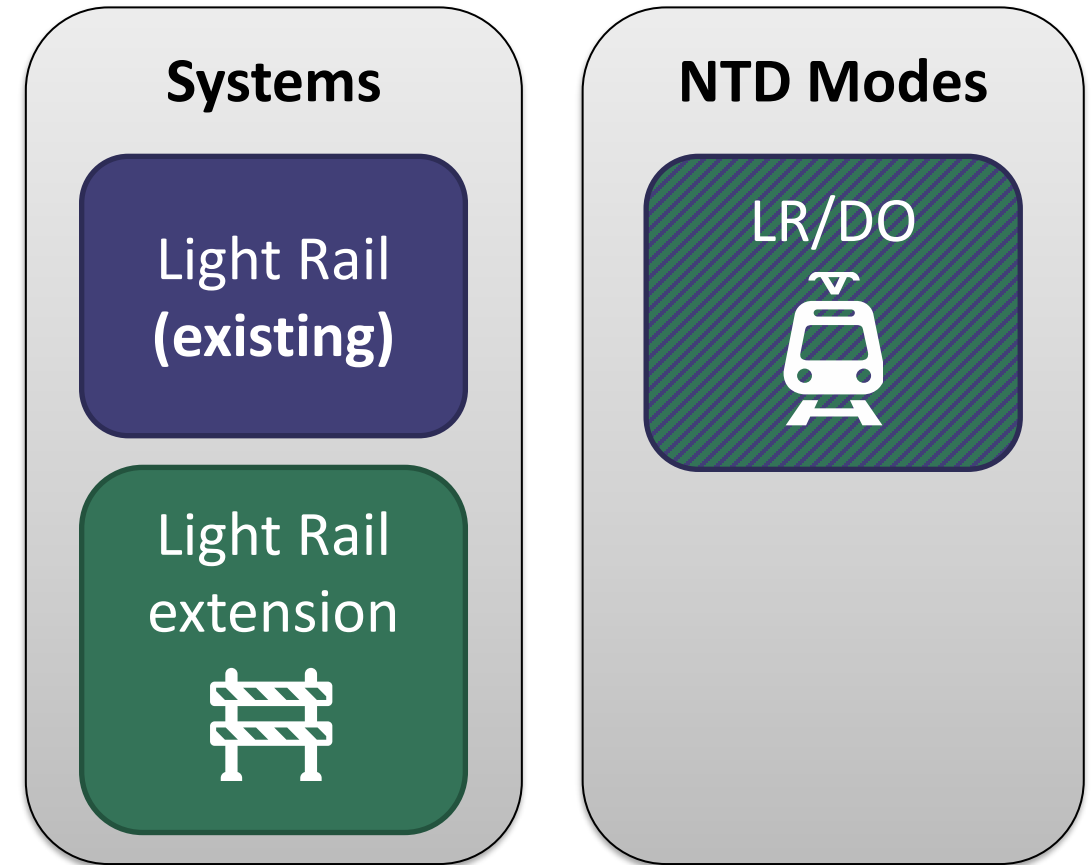 Systems
Light Rail
(existing)
Light Rail
extension
NTD Modes
LR/DO